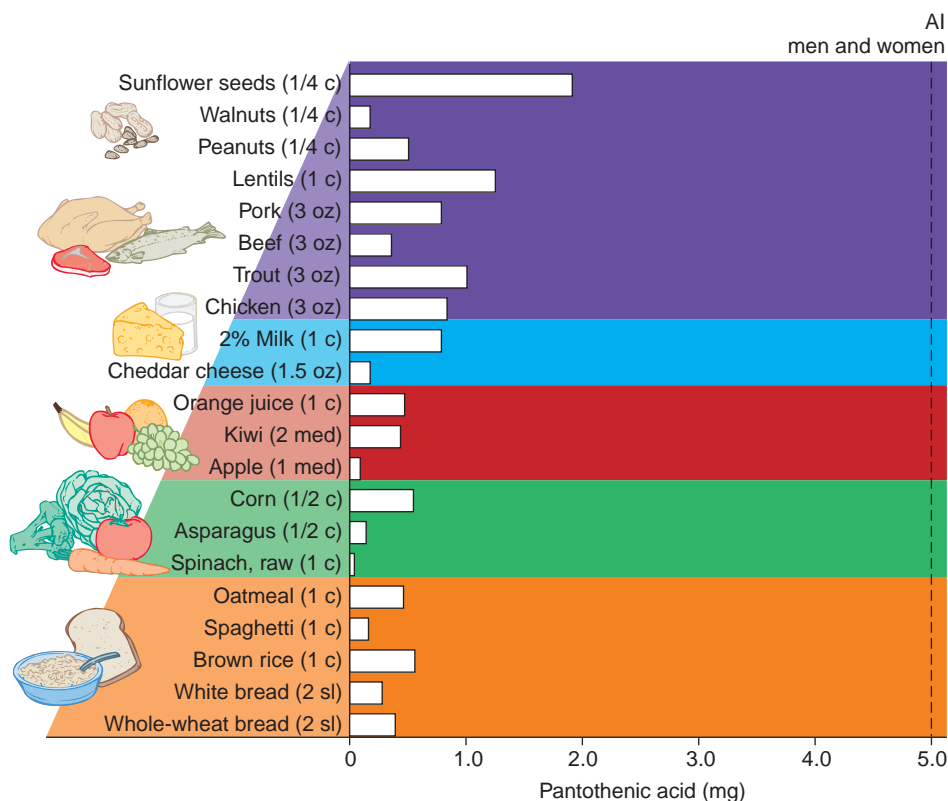 AI
men and women
Sunflower seeds (1/4 c)
Walnuts (1/4 c)
Peanuts (1/4 c)
Lentils (1 c)
Pork (3 oz)
Beef (3 oz)
Trout (3 oz)
Chicken (3 oz)
2% Milk (1 c)
Cheddar cheese (1.5 oz)
Orange juice (1 c)
Kiwi (2 med)
Apple (1 med)
Corn (1/2 c)
Asparagus (1/2 c)
Spinach, raw (1 c)
Oatmeal (1 c)
Spaghetti (1 c)
Brown rice (1 c)
White bread (2 sl)
Whole-wheat bread (2 sl)
0 1.0 2.0 3.0 4.0 5.0
Pantothenic acid (mg)